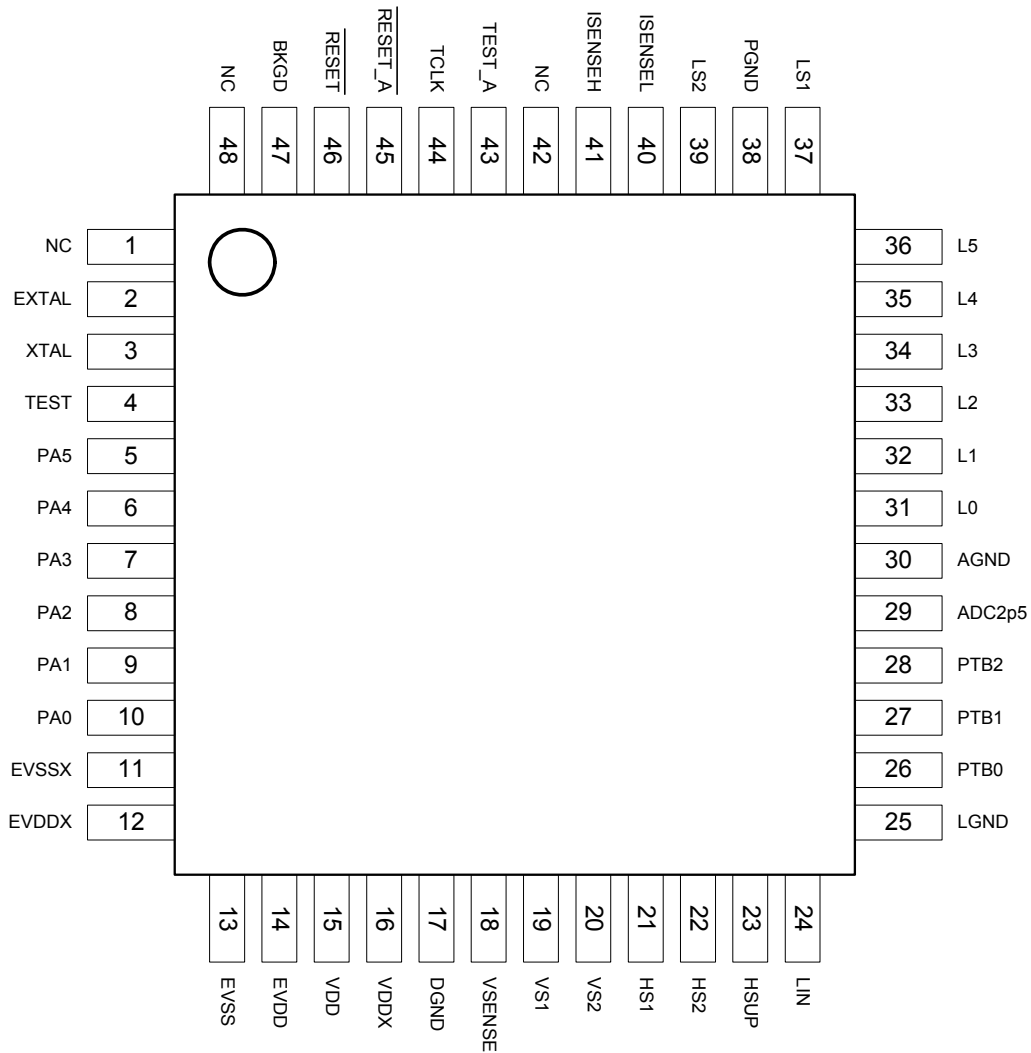 NC
BKGD
RESET
RESET_A
TCLK
TEST_A
NC
ISENSEH
ISENSEL
LS2
PGND
LS1
48
47
46
45
44
43
42
41
40
39
38
37
NC 1
EXTAL 2
XTAL 3
TEST 4
PA5 5
PA4 6
PA3 7
PA2 8
PA1 9
PA0 10
EVSSX 11
EVDDX 12
36 L5
35 L4
34 L3
33 L2
32 L1
31 L0
30 AGND
29 ADC2p5
28 PTB2
27 PTB1
26 PTB0
25 LGND
13
14
15
16
17
18
19
20
21
22
23
24
EVSS
EVDD
VDD
VDDX
DGND
VSENSE
VS1
VS2
HS1
HS2
HSUP
LIN